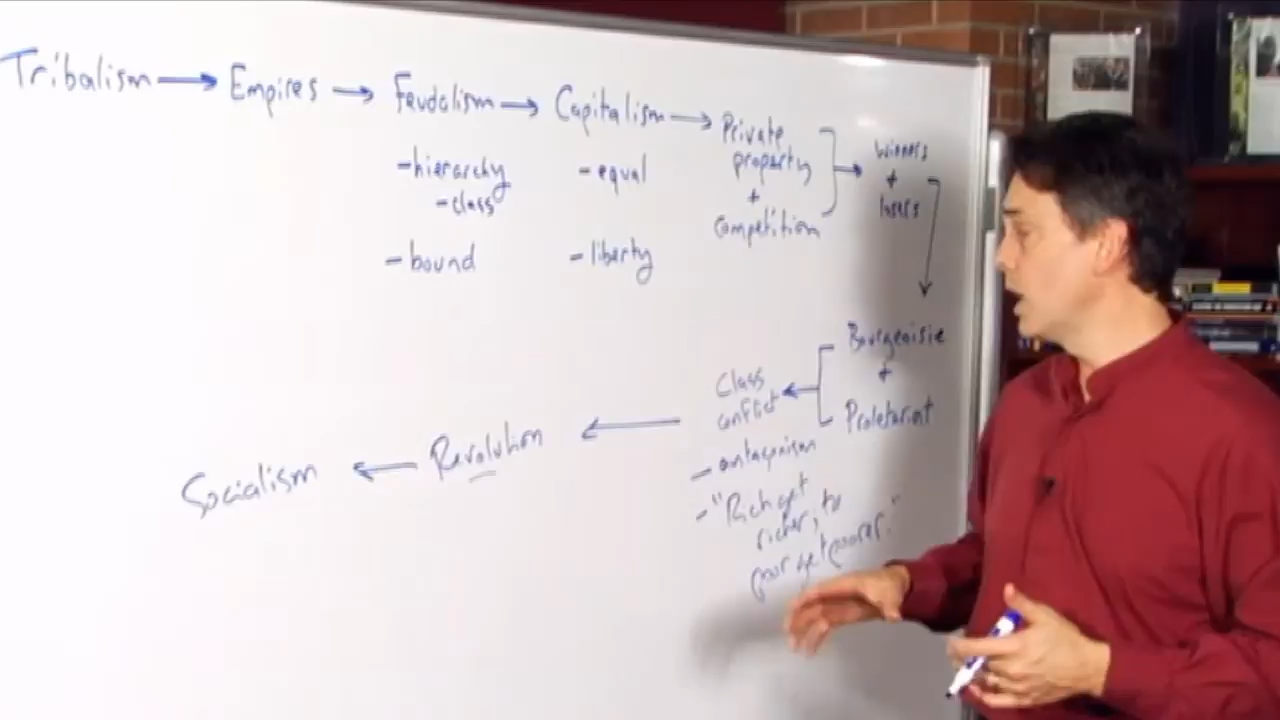 Tribalism → Empires → Feudalism → Capitalism → Private
property
+
competition
winners
+
losers
- hierarchy
- class
- equal
- bound
- liberty
Bourgeoisie
+
Proletariat
Class
conflict
- antagonism
- "Rich get
richer; the
poor get poorer."
Socialism ← Revolution ←